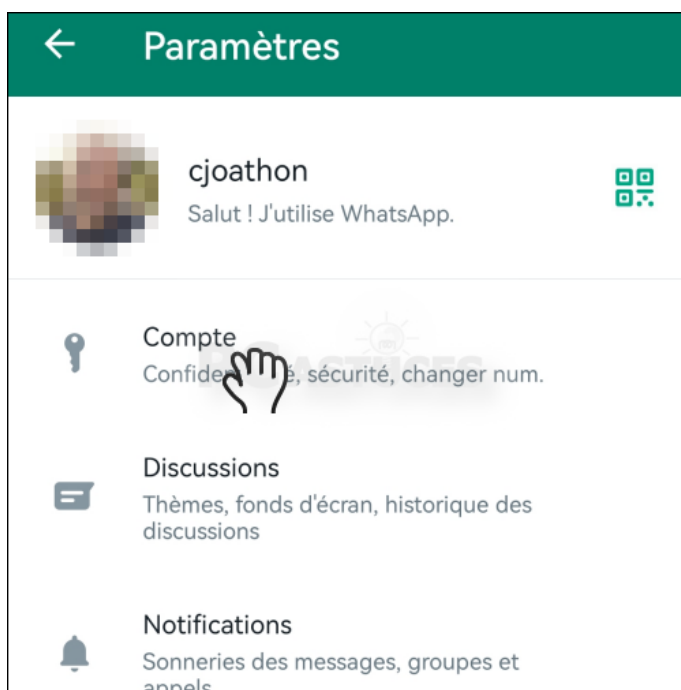 Paramètres
cjoathon
Salut ! J'utilise WhatsApp.
Compte
sécurité, changer num.
Discussions
Thèmes, fonds d'écran, historique des
discussions
Notifications
Sonneries des messages, groupes et
appels